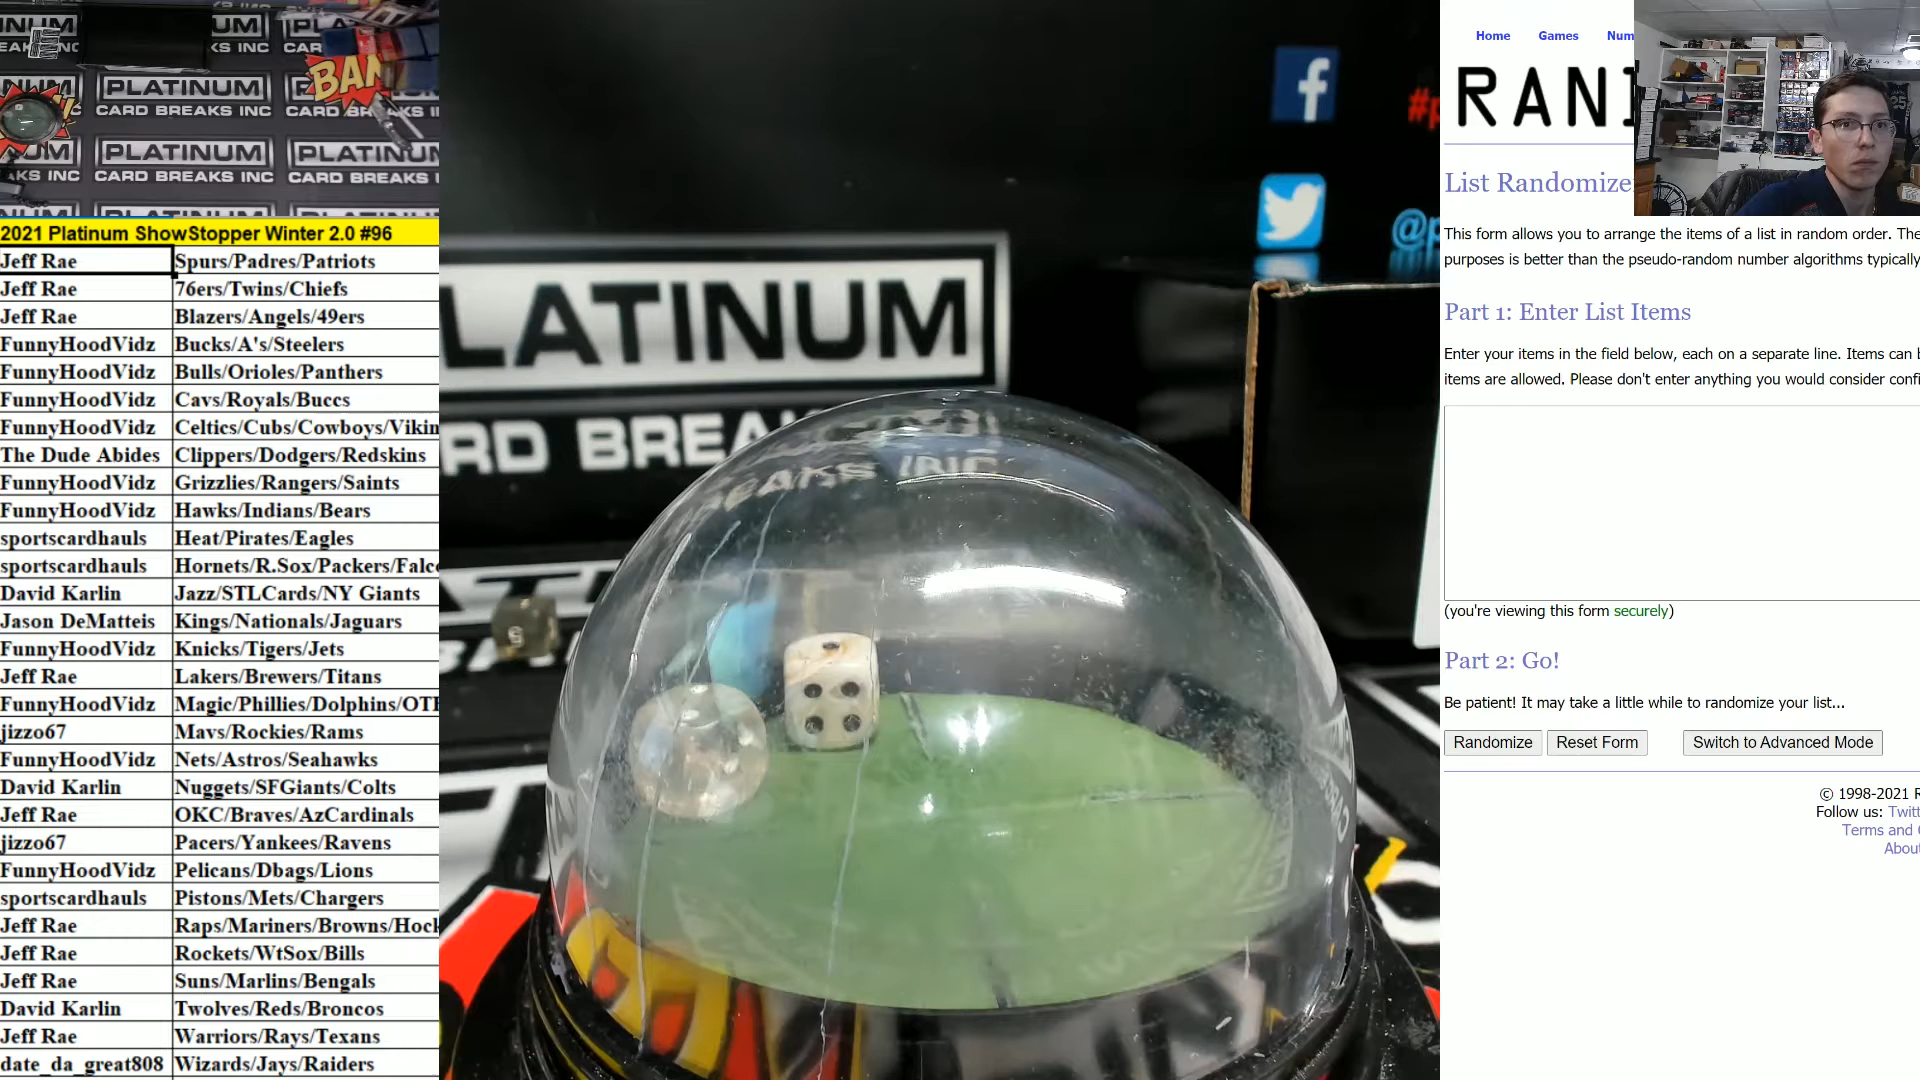 PLATINUM
CARD BREAKS INC
BAM
PLATINUM
CARD BREAKS INC
2021 Platinum ShowStopper Winter 2.0 #96
Jeff Rae Spurs/Padres/Patriots
Jeff Rae 76ers/Twins/Chiefs
Jeff Rae Blazers/Angels/49ers
FunnyHoodVidz Bucks/A's/Steelers
FunnyHoodVidz Bulls/Orioles/Panthers
FunnyHoodVidz Cavs/Royals/Buccs
FunnyHoodVidz Celtics/Cubs/Cowboys/Vikin
The Dude Abides Clippers/Dodgers/Redskins
FunnyHoodVidz Grizzlies/Rangers/Saints
FunnyHoodVidz Hawks/Indians/Bears
sportscardhauls Heat/Pirates/Eagles
sportscardhauls Hornets/R.Sox/Packers/Falc
David Karlin Jazz/STLCards/NY Giants
Jason DeMatteis Kings/Nationals/Jaguars
FunnyHoodVidz Knicks/Tigers/Jets
Jeff Rae Lakers/Brewers/Titans
FunnyHoodVidz Magic/Phillies/Dolphins/OTH
jizzo67 Mavs/Rockies/Rams
FunnyHoodVidz Nets/Astros/Seahawks
David Karlin Nuggets/SFGiants/Colts
Jeff Rae OKC/Braves/AzCardinals
jizzo67 Pacers/Yankees/Ravens
FunnyHoodVidz Pelicans/Dbags/Lions
sportscardhauls Pistons/Mets/Chargers
Jeff Rae Raps/Mariners/Browns/Hock
Jeff Rae Rockets/WtSox/Bills
Jeff Rae Suns/Marlins/Bengals
David Karlin Twolves/Reds/Broncos
Jeff Rae Warriors/Rays/Texans
date_da_great808 Wizards/Jays/Raiders
LATINUM
RD BREA
f
#p
@p
Home Games Num
RAN
List Randomize
This form allows you to arrange the items of a list in random order. The
purposes is better than the pseudo-random number algorithms typically
Part 1: Enter List Items
Enter your items in the field below, each on a separate line. Items can b
items are allowed. Please don't enter anything you would consider confi
(you're viewing this form securely)
Part 2: Go!
Be patient! It may take a little while to randomize your list...
Randomize Reset Form Switch to Advanced Mode
© 1998-2021 R
Follow us: Twitt
Terms and C
About